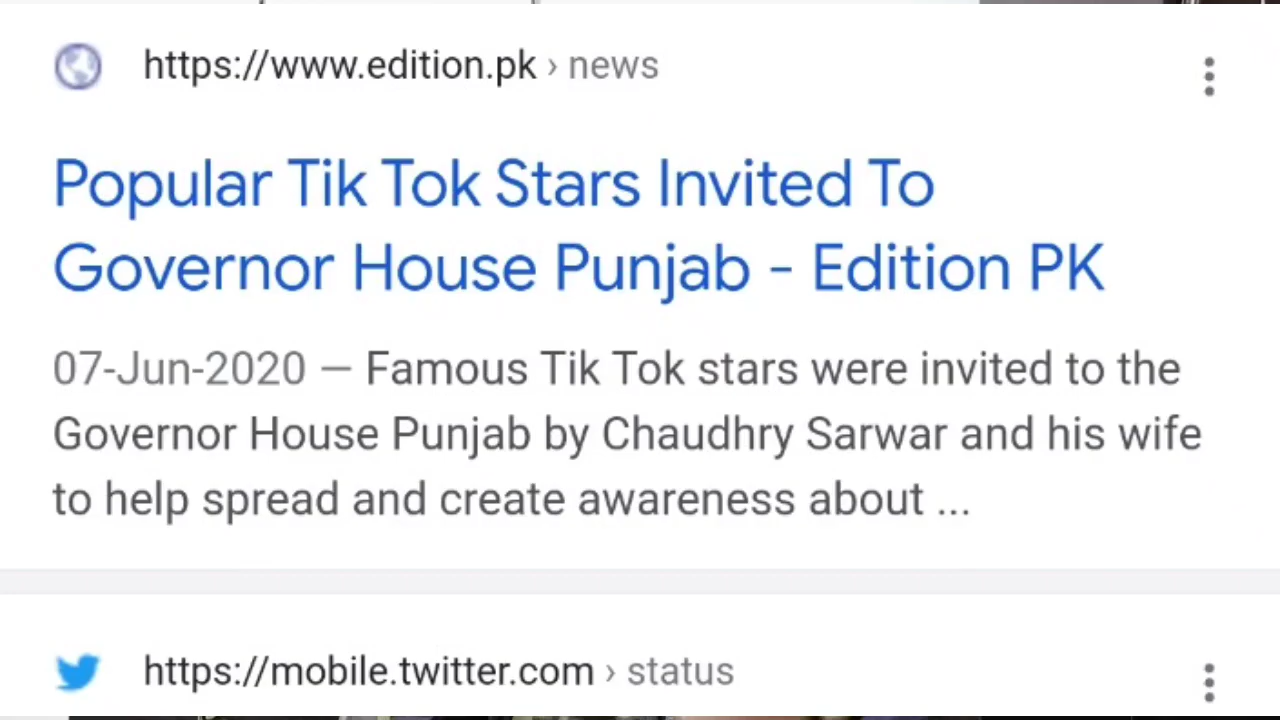 https://www.edition.pk › news
Popular Tik Tok Stars Invited To
Governor House Punjab - Edition PK
07-Jun-2020 — Famous Tik Tok stars were invited to the
Governor House Punjab by Chaudhry Sarwar and his wife
to help spread and create awareness about ...
https://mobile.twitter.com › status